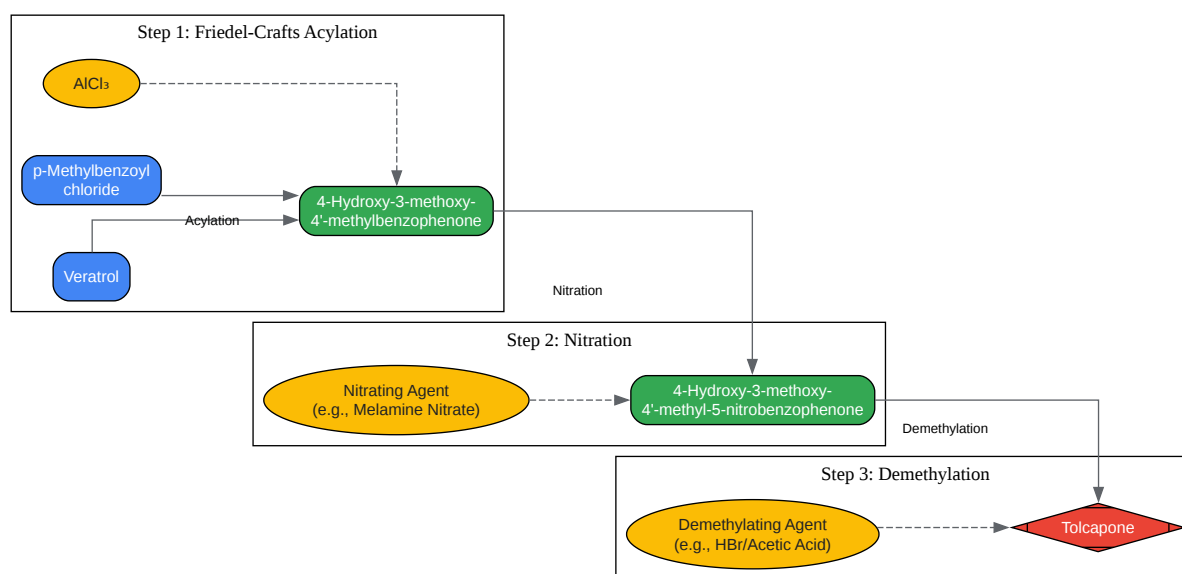 Step 1: Friedel-Crafts Acylation
AlCl₃
p-Methylbenzoyl
chloride
4-Hydroxy-3-methoxy-
4'-methylbenzophenone
Acylation
Veratrol
Nitration
Step 2: Nitration
Nitrating Agent
(e.g., Melamine Nitrate)
4-Hydroxy-3-methoxy-
4'-methyl-5-nitrobenzophenone
Demethylation
Step 3: Demethylation
Demethylating Agent
(e.g., HBr/Acetic Acid)
Tolcapone